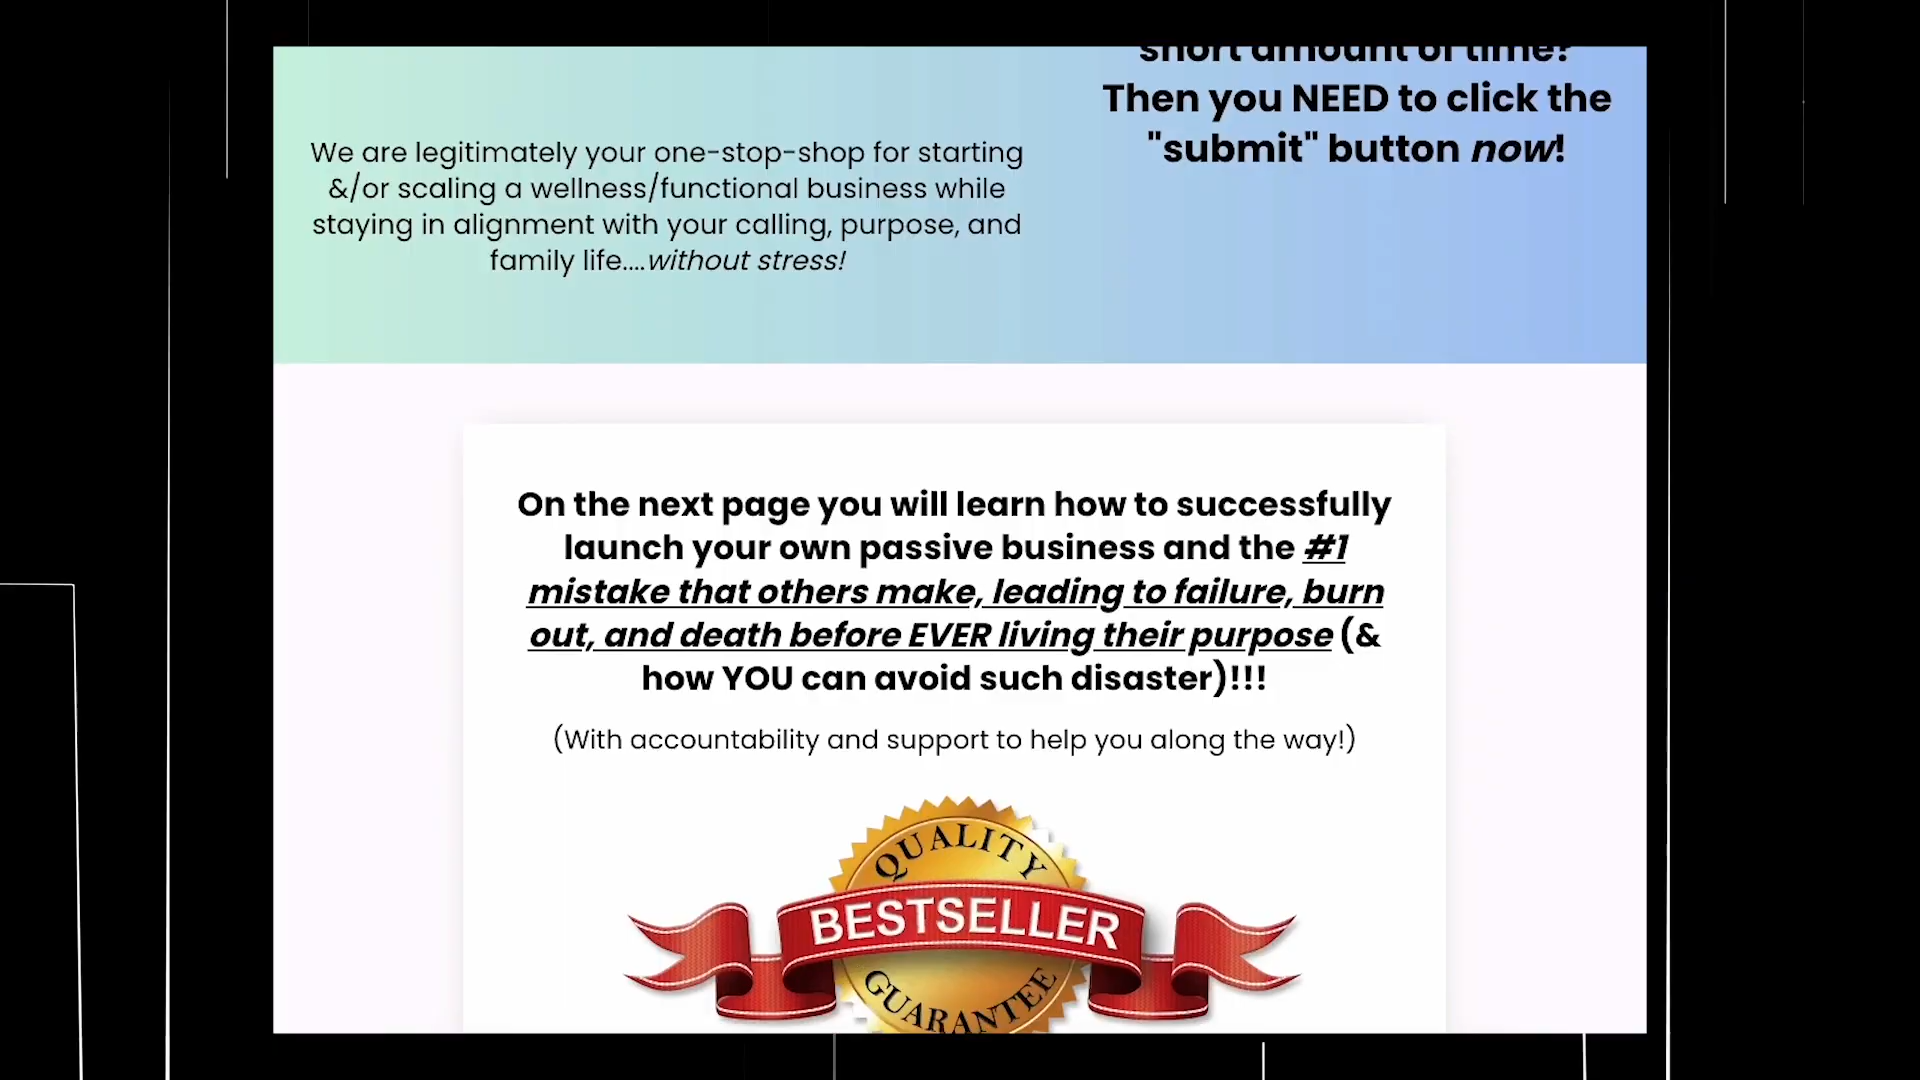 short amount of time?
Then you NEED to click the
"submit" button now!
We are legitimately your one-stop-shop for starting
&/or scaling a wellness/functional business while
staying in alignment with your calling, purpose, and
family life....without stress!
On the next page you will learn how to successfully
launch your own passive business and the #1
mistake that others make, leading to failure, burn
out, and death before EVER living their purpose (&
how YOU can avoid such disaster)!!!
(With accountability and support to help you along the way!)
QUALITY
BESTSELLER
GUARANTEE